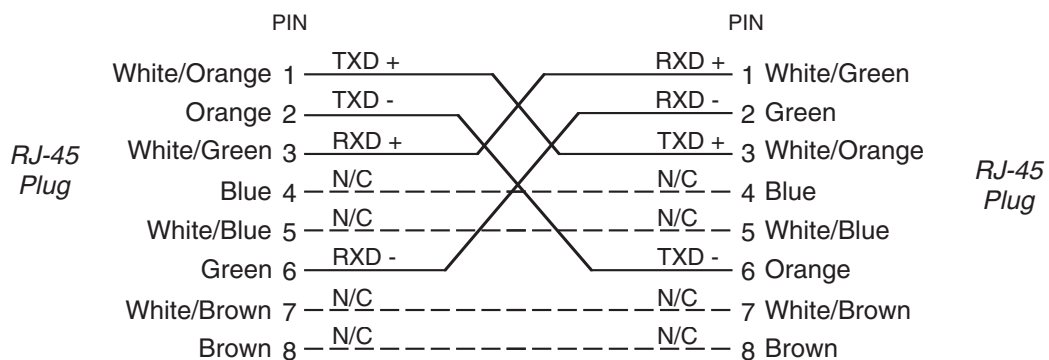 PIN PIN
White/Orange 1 TXD + RXD + 1 White/Green
Orange 2 TXD - RXD - 2 Green
White/Green 3 RXD + TXD + 3 White/Orange
RJ-45 Plug
Blue 4 N/C N/C 4 Blue
RJ-45 Plug
White/Blue 5 N/C N/C 5 White/Blue
Green 6 RXD - TXD - 6 Orange
White/Brown 7 N/C N/C 7 White/Brown
Brown 8 N/C N/C 8 Brown